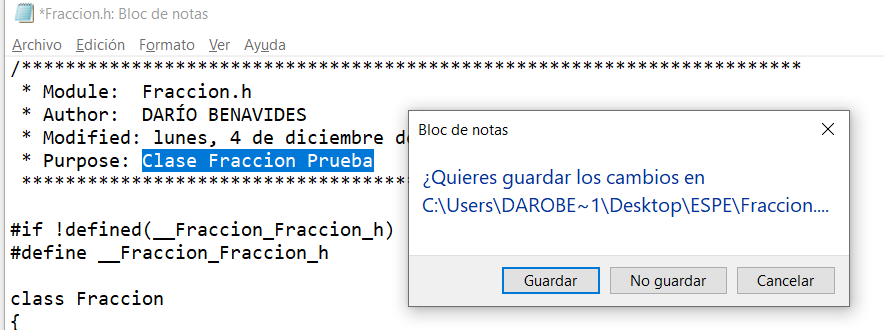 *Fraccion.h: Bloc de notas
Archivo Edición Formato Ver Ayuda
/***********************************************************************
* Module:  Fraccion.h
* Author:  DARÍO BENAVIDES
* Modified: lunes, 4 de diciembre de
* Purpose: Clase Fraccion Prueba
***********************************
#if !defined(__Fraccion_Fraccion_h)
#define __Fraccion_Fraccion_h
class Fraccion
{
Bloc de notas
¿Quieres guardar los cambios en
C:\Users\DAROBE~1\Desktop\ESPE\Fraccion....
Guardar No guardar Cancelar